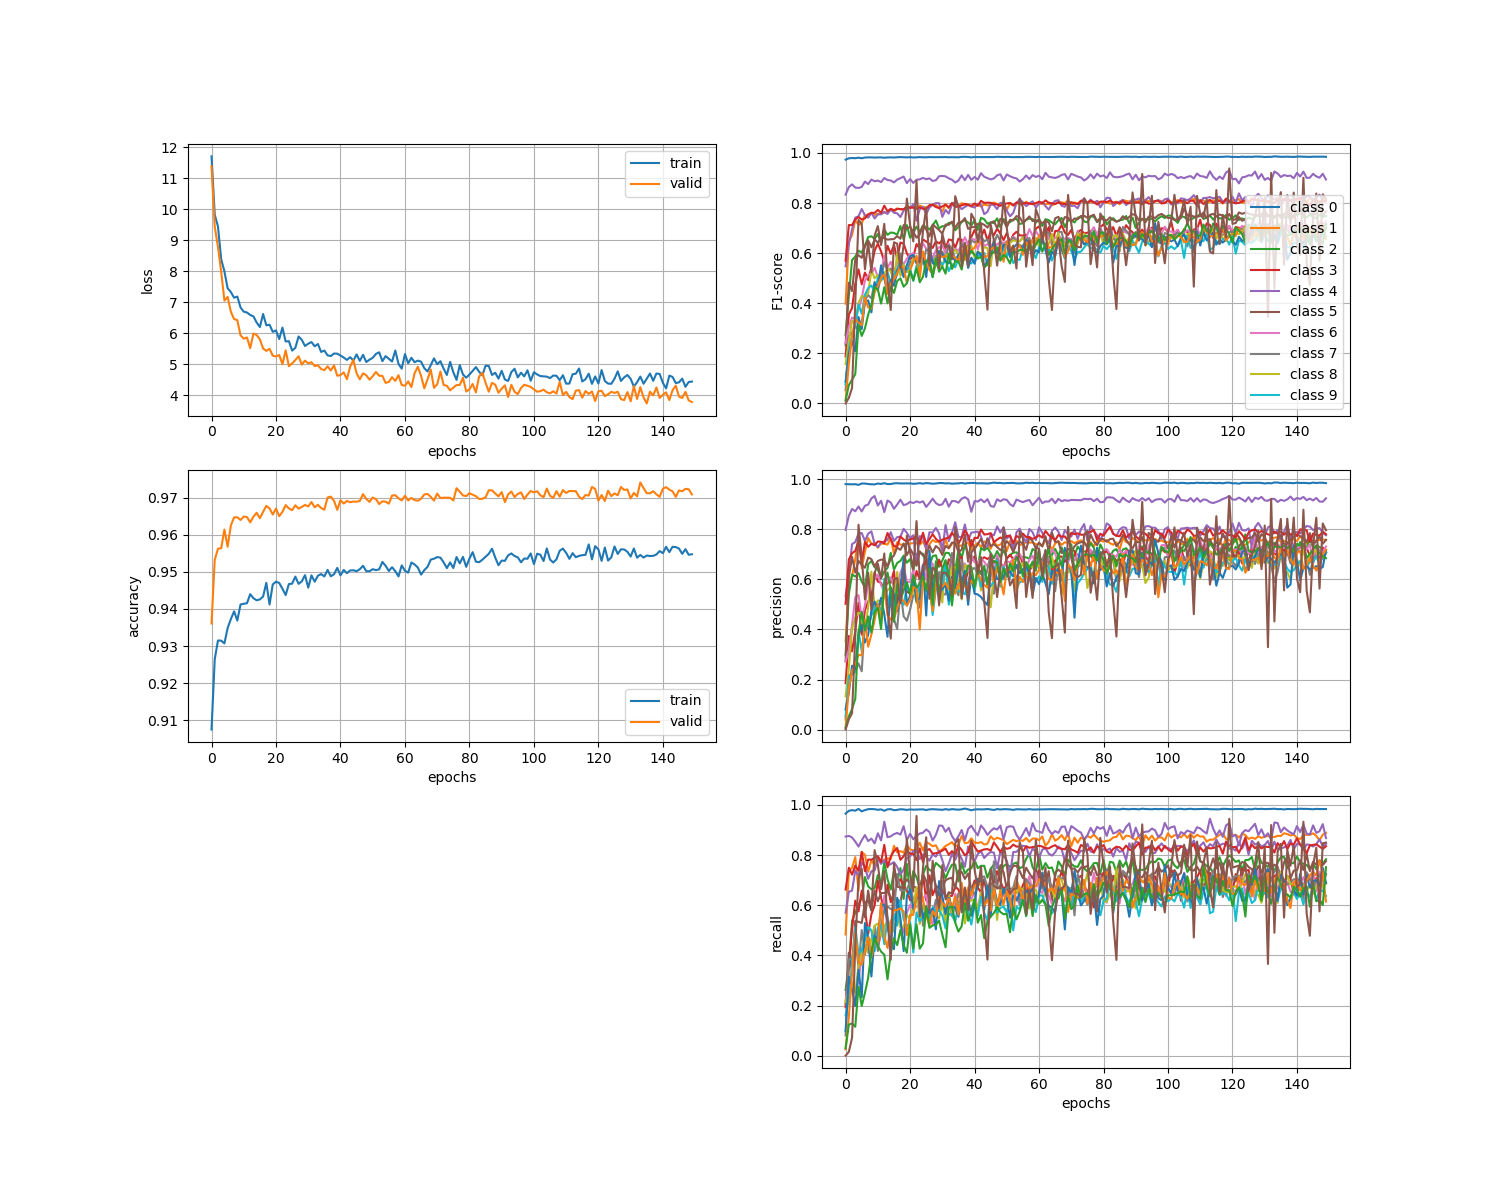 12
11
10
9
8
7
6
5
4
loss
train
valid
0 20 40 60 80 100 120 140
epochs
1.0
0.8
0.6
0.4
0.2
0.0
F1-score
class 0
class 1
class 2
class 3
class 4
class 5
class 6
class 7
class 8
class 9
0 20 40 60 80 100 120 140
epochs
0.97
0.96
0.95
0.94
0.93
0.92
0.91
accuracy
train
valid
0 20 40 60 80 100 120 140
epochs
1.0
0.8
0.6
0.4
0.2
0.0
precision
0 20 40 60 80 100 120 140
epochs
1.0
0.8
0.6
0.4
0.2
0.0
recall
0 20 40 60 80 100 120 140
epochs